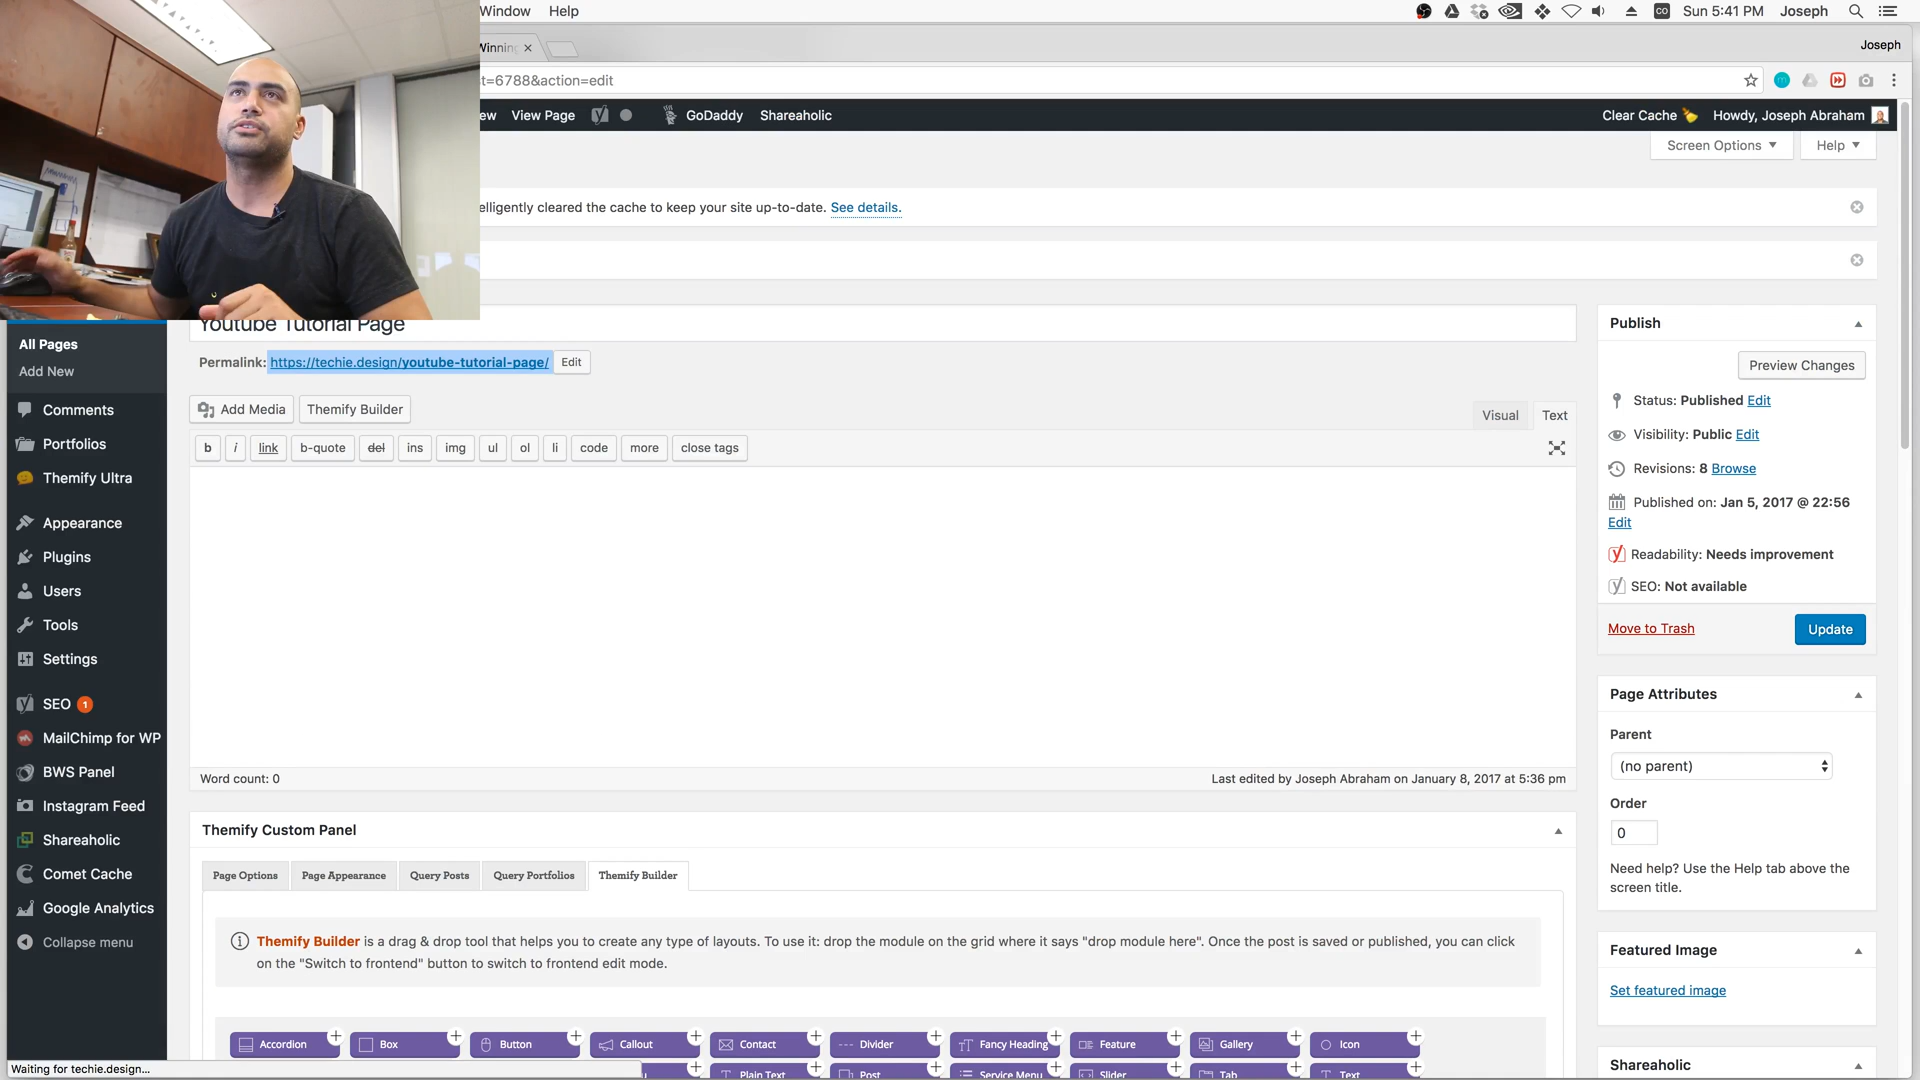 Window Help
Sun 5:41 PM Joseph
Winning
Joseph
t=6788&action=edit
ew View Page GoDaddy Shareaholic
Clear Cache Howdy, Joseph Abraham
Screen Options Help
elligently cleared the cache to keep your site up-to-date. See details.
Youtube Tutorial Page
Permalink: https://techie.design/youtube-tutorial-page/ Edit
Add Media Themify Builder
Visual Text
b i link b-quote del ins img ul ol li code more close tags
Word count: 0
Last edited by Joseph Abraham on January 8, 2017 at 5:36 pm
All Pages
Add New
Comments
Portfolios
Themify Ultra
Appearance
Plugins
Users
Tools
Settings
SEO 1
MailChimp for WP
BWS Panel
Instagram Feed
Shareaholic
Comet Cache
Google Analytics
Collapse menu
Themify Custom Panel
Page Options Page Appearance Query Posts Query Portfolios Themify Builder
Themify Builder is a drag & drop tool that helps you to create any type of layouts. To use it: drop the module on the grid where it says "drop module here". Once the post is saved or published, you can click
on the "Switch to frontend" button to switch to frontend edit mode.
Accordion Box Button Callout Contact Divider Fancy Heading Feature Gallery Icon
Plain Text Post Service Menu Slider Tab Text
Publish
Preview Changes
Status: Published Edit
Visibility: Public Edit
Revisions: 8 Browse
Published on: Jan 5, 2017 @ 22:56
Edit
Readability: Needs improvement
SEO: Not available
Move to Trash Update
Page Attributes
Parent
(no parent)
Order
0
Need help? Use the Help tab above the
screen title.
Featured Image
Set featured image
Shareaholic
Waiting for techie.design...